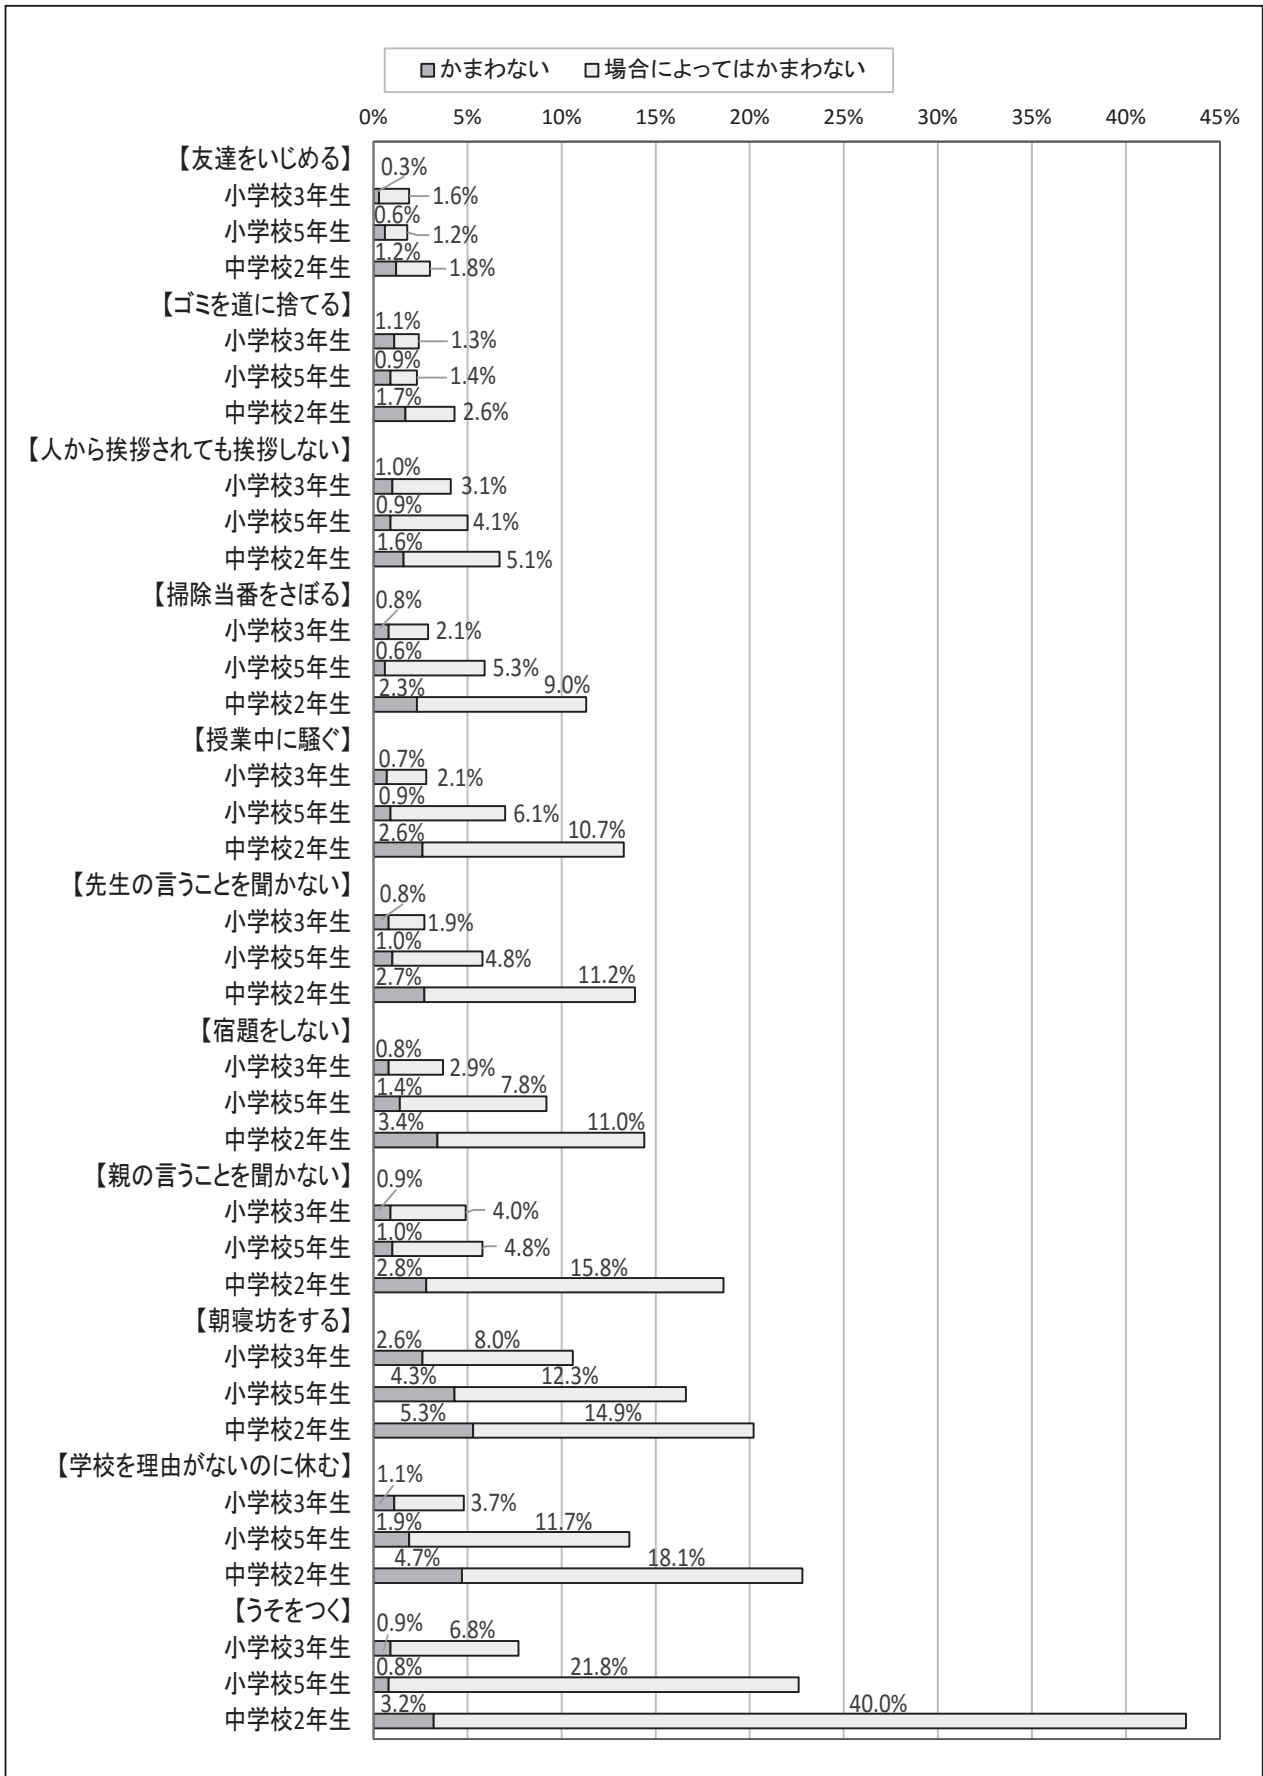 かまわない 場合によってはかまわない
0% 5% 10% 15% 20% 25% 30% 35% 40% 45%
【友達をいじめる】
0.3%
小学校3年生 1.6%
0.6%
小学校5年生 1.2%
1.2%
中学校2年生 1.8%
【ゴミを道に捨てる】
1.1%
小学校3年生 1.3%
0.9%
小学校5年生 1.4%
1.7%
中学校2年生 2.6%
【人から挨拶されても挨拶しない】
1.0%
小学校3年生 3.1%
0.9%
小学校5年生 4.1%
1.6%
中学校2年生 5.1%
【掃除当番をさぼる】
0.8%
小学校3年生 2.1%
0.6%
小学校5年生 5.3%
2.3% 9.0%
中学校2年生
【授業中に騒ぐ】
0.7%
小学校3年生 2.1%
0.9%
小学校5年生 6.1%
2.6% 10.7%
中学校2年生
【先生の言うことを聞かない】
0.8%
小学校3年生 1.9%
1.0%
小学校5年生 4.8%
2.7% 11.2%
中学校2年生
【宿題をしない】
0.8%
小学校3年生 2.9%
1.4% 7.8%
小学校5年生
3.4% 11.0%
中学校2年生
【親の言うことを聞かない】
0.9%
小学校3年生 4.0%
1.0%
小学校5年生 4.8%
2.8% 15.8%
中学校2年生
【朝寝坊をする】
2.6% 8.0%
小学校3年生
4.3% 12.3%
小学校5年生
5.3% 14.9%
中学校2年生
【学校を理由がないのに休む】
1.1%
小学校3年生 3.7%
1.9% 11.7%
小学校5年生
4.7% 18.1%
中学校2年生
【うそをつく】
0.9% 6.8%
小学校3年生
0.8% 21.8%
小学校5年生
3.2% 40.0%
中学校2年生